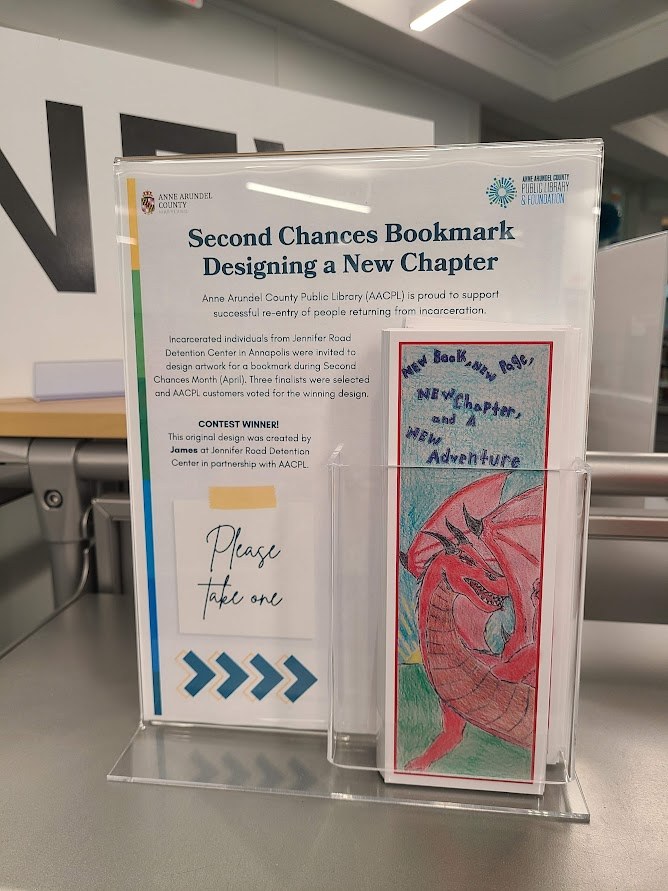 NEW
ANNE ARUNDEL
COUNTY
MARYLAND
ANNE ARUNDEL COUNTY
PUBLIC LIBRARY
& FOUNDATION
Second Chances Bookmark
Designing a New Chapter
Anne Arundel County Public Library (AACPL) is proud to support
successful re-entry of people returning from incarceration.
Incarcerated individuals from Jennifer Road
Detention Center in Annapolis were invited to
design artwork for a bookmark during Second
Chances Month (April). Three finalists were selected
and AACPL customers voted for the winning design.
CONTEST WINNER!
This original design was created by
James at Jennifer Road Detention
Center in partnership with AACPL.
Please
take one
NEW Book, NEW Page,
NEW Chapter,
and A
NEW
Adventure